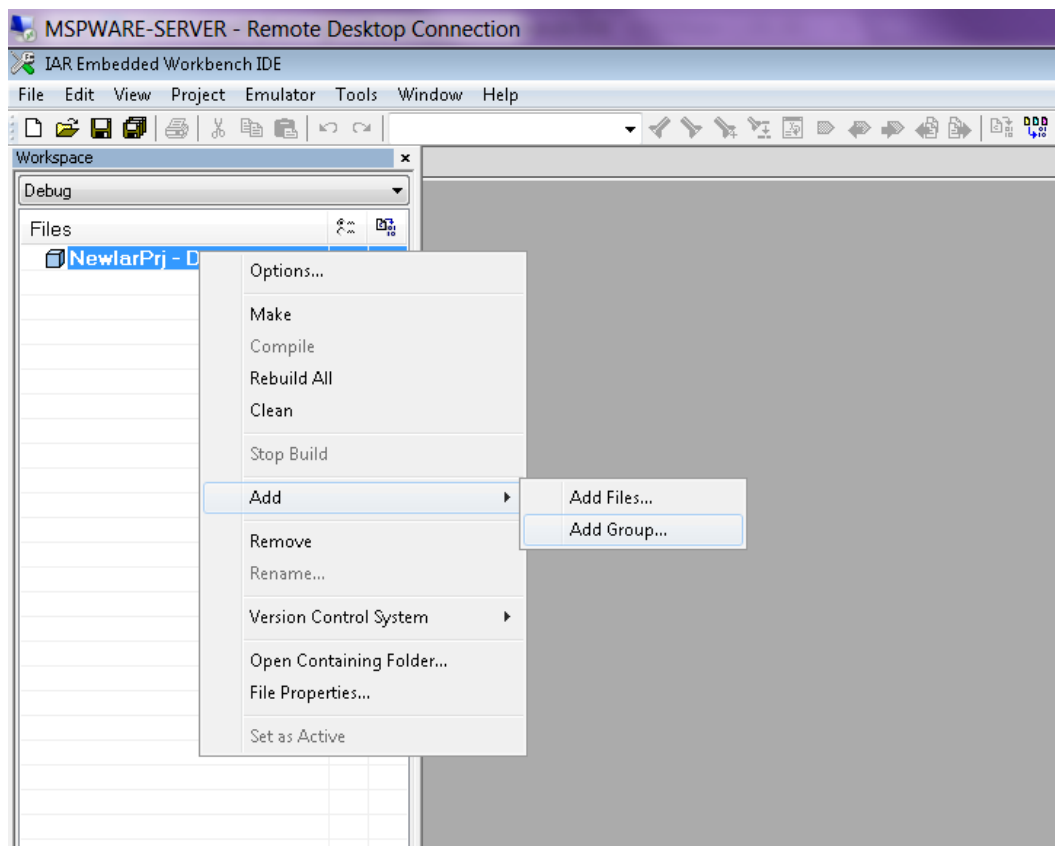 MSPWARE-SERVER - Remote Desktop Connection
IAR Embedded Workbench IDE
File Edit View Project Emulator Tools Window Help
Workspace
Debug
Files
NewIarPrj - D
Options...
Make
Compile
Rebuild All
Clean
Stop Build
Add
Add Files...
Add Group...
Remove
Rename...
Version Control System
Open Containing Folder...
File Properties...
Set as Active